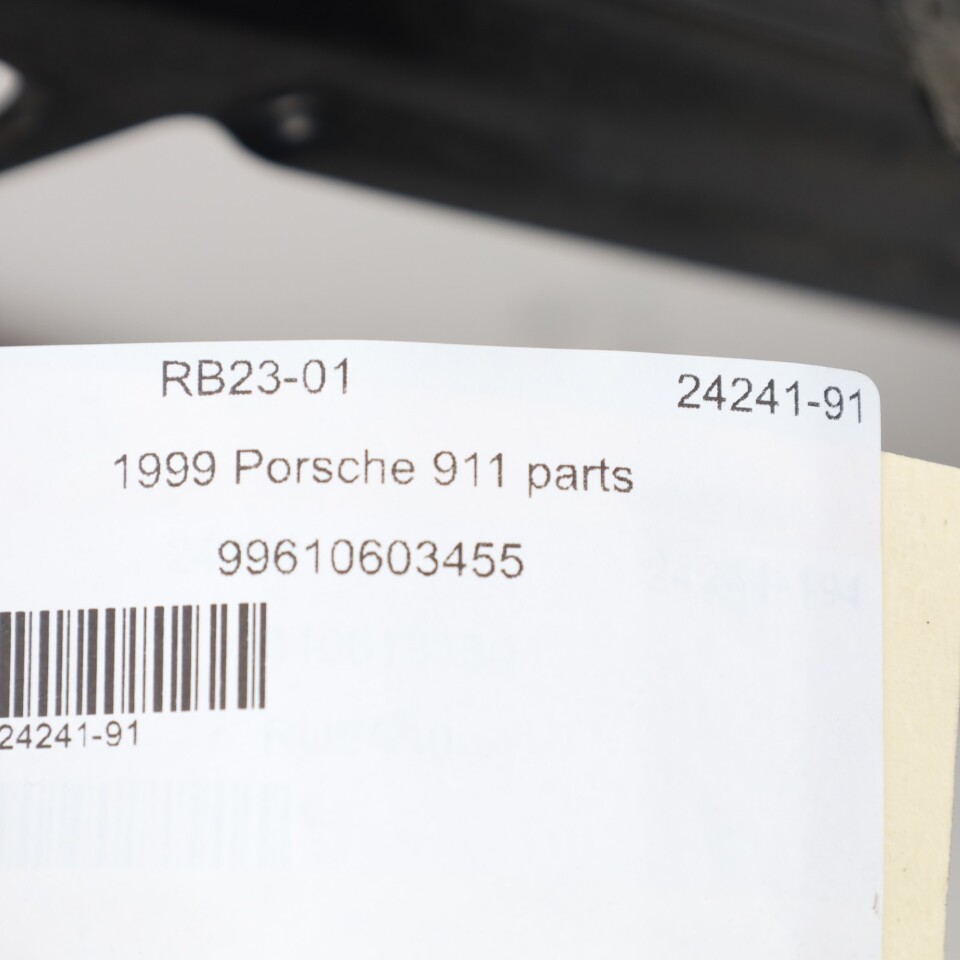 RB23-01 24241-91
1999 Porsche 911 parts
99610603455
24241-91